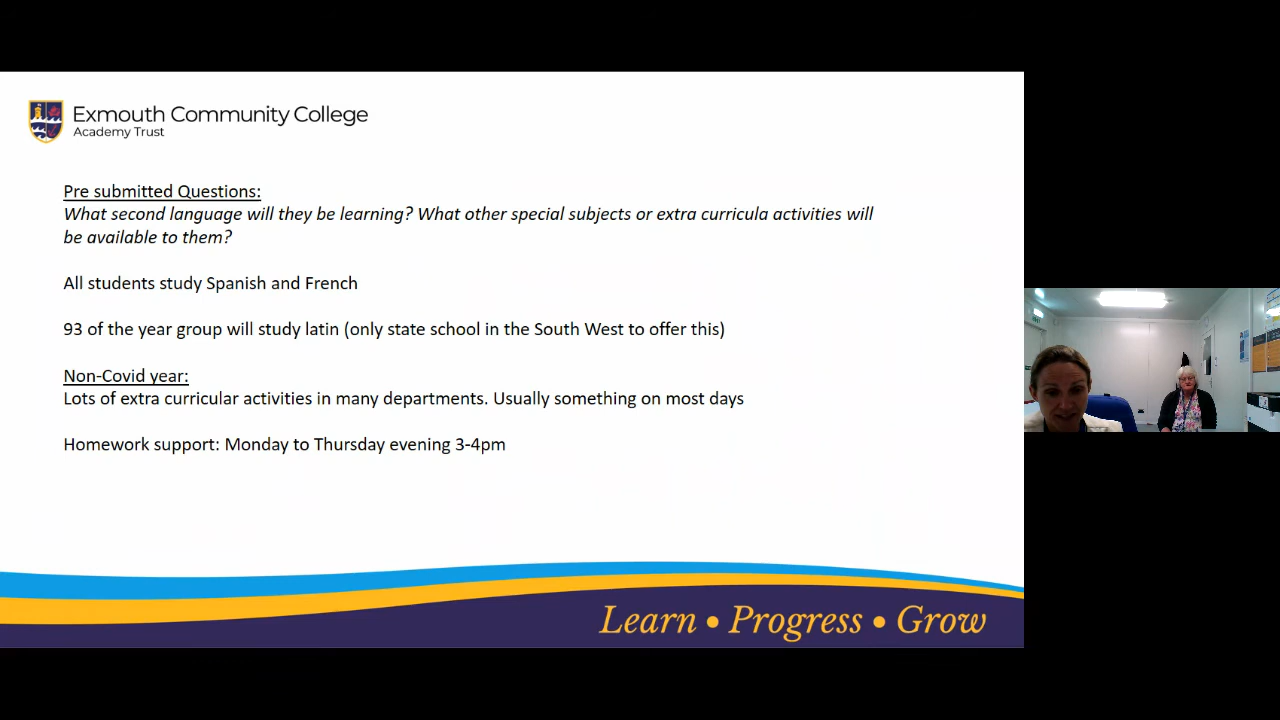 Exmouth Community College
Academy Trust
Pre submitted Questions:
What second language will they be learning? What other special subjects or extra curricula activities will
be available to them?
All students study Spanish and French
93 of the year group will study latin (only state school in the South West to offer this)
Non-Covid year:
Lots of extra curricular activities in many departments. Usually something on most days
Homework support: Monday to Thursday evening 3-4pm
Learn • Progress • Grow